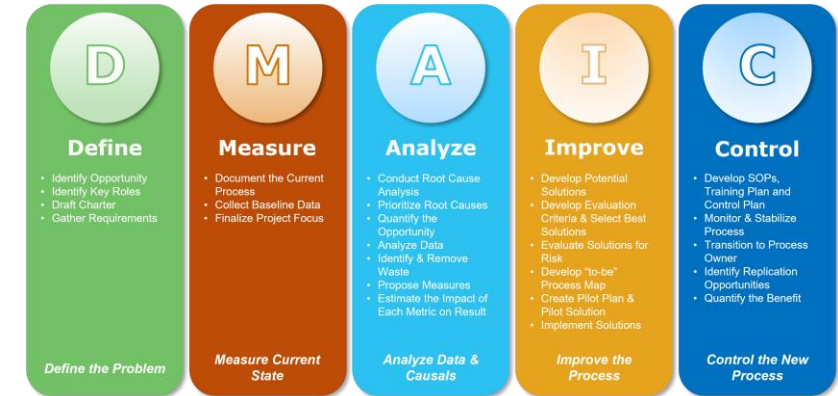 D
Define
• Identify Opportunity
• Identify Key Roles
• Draft Charter
• Gather Requirements
Define the Problem
M
Measure
• Document the Current
Process
• Collect Baseline Data
• Finalize Project Focus
Measure Current
State
A
Analyze
• Conduct Root Cause
Analysis
• Prioritize Root Causes
• Quantify the
Opportunity
• Analyze Data
• Identify & Remove
Waste
• Propose Measures
• Estimate the Impact of
Each Metric on Result
Analyze Data &
Causals
I
Improve
• Develop Potential
Solutions
• Develop Evaluation
Criteria & Select Best
Solutions
• Evaluate Solutions for
Risk
• Develop “to-be”
Process Map
• Create Pilot Plan &
Pilot Solution
• Implement Solutions
Improve the
Process
C
Control
• Develop SOPs,
Training Plan and
Control Plan
• Monitor & Stabilize
Process
• Transition to Process
Owner
• Identify Replication
Opportunities
• Quantify the Benefit
Control the New
Process